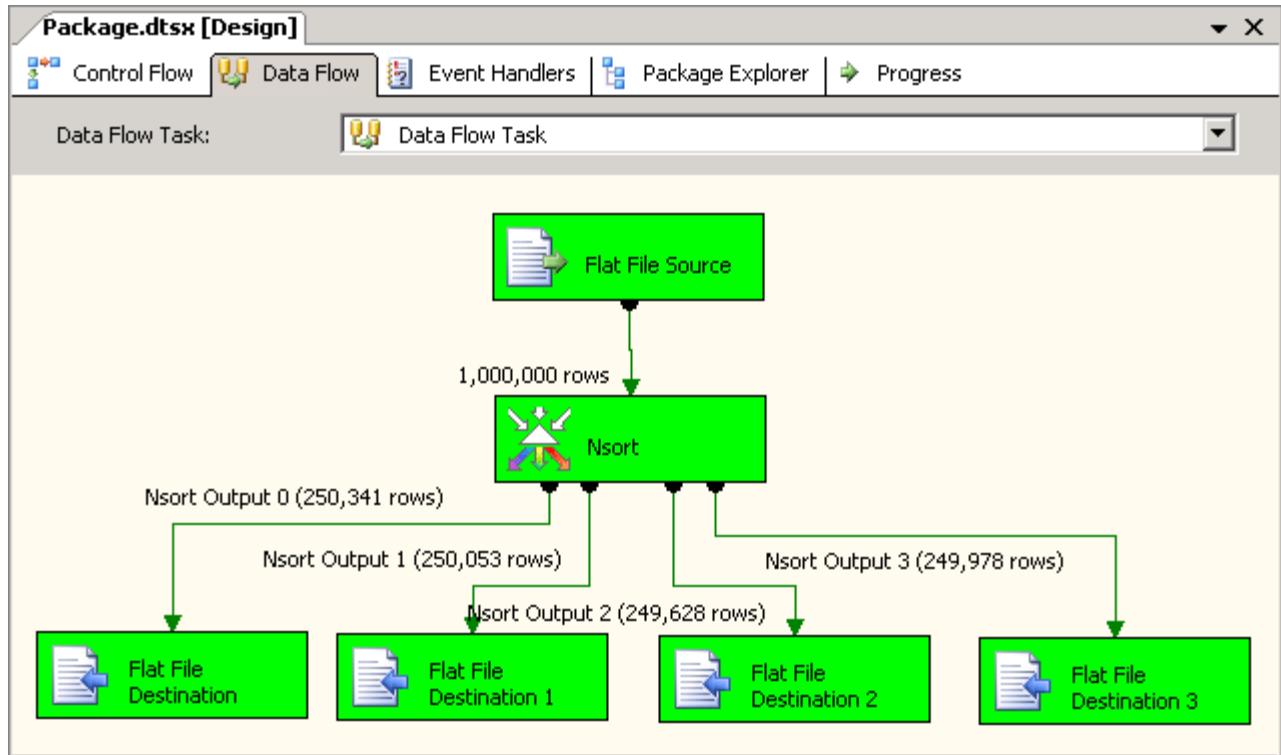 Package.dtsx [Design]
Control Flow
Data Flow
Event Handlers
Package Explorer
Progress
Data Flow Task:
Data Flow Task
Flat File Source
1,000,000 rows
Nsort
Nsort Output 0 (250,341 rows)
Nsort Output 1 (250,053 rows)
Nsort Output 3 (249,978 rows)
Nsort Output 2 (249,628 rows)
Flat File
Destination
Flat File
Destination 1
Flat File
Destination 2
Flat File
Destination 3